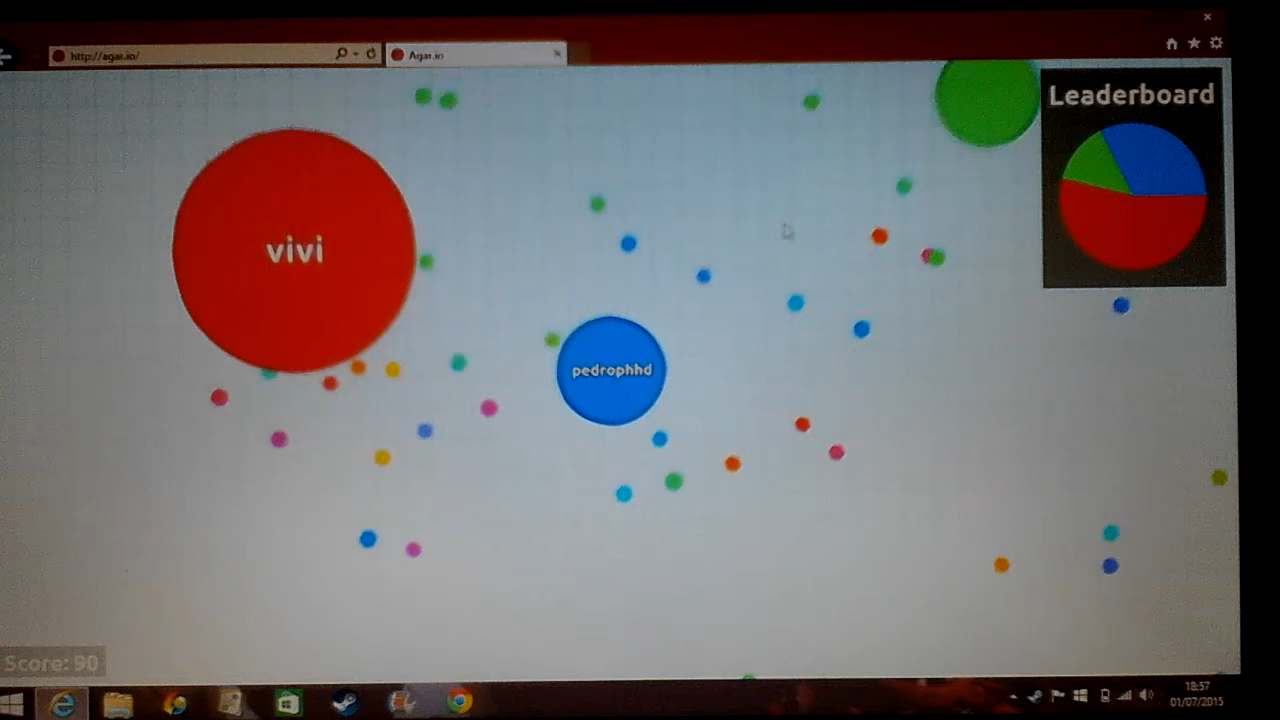 http://agar.io/
Agar.io
Leaderboard
vivi
pedrophhd
Score: 90
18:57
01/07/2015